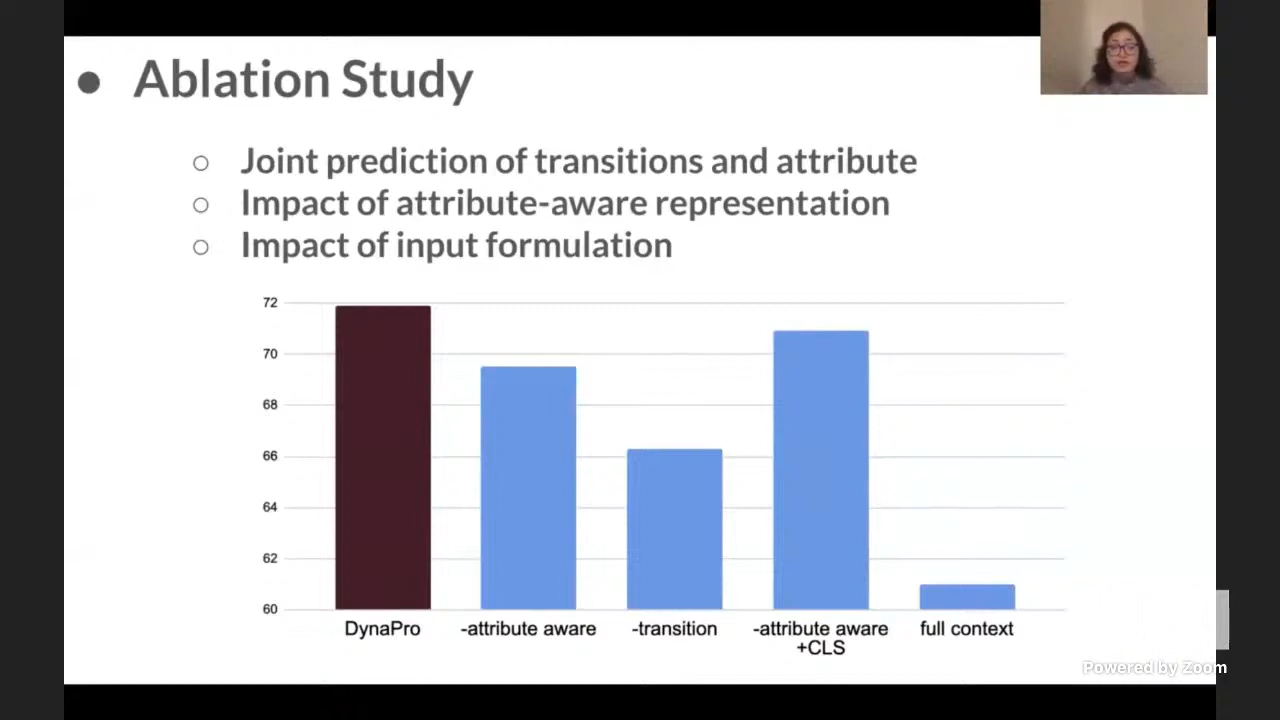 Ablation Study
Joint prediction of transitions and attribute
Impact of attribute-aware representation
Impact of input formulation
72
70
68
66
64
62
60
DynaPro
-attribute aware
-transition
-attribute aware
+CLS
full context
Powered by Zoom